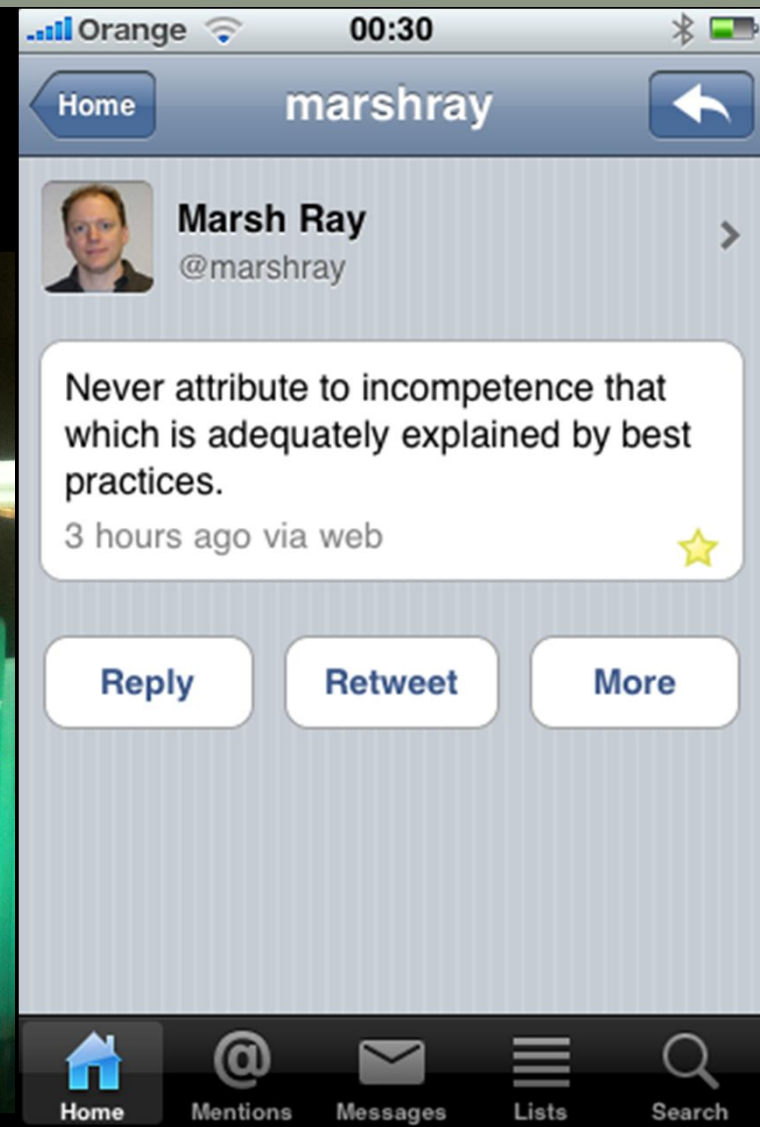 Orange 00:30
Home marshray
Marsh Ray
@marshray
Never attribute to incompetence that
which is adequately explained by best
practices.
3 hours ago via web
Reply Retweet More
Home Mentions Messages Lists Search